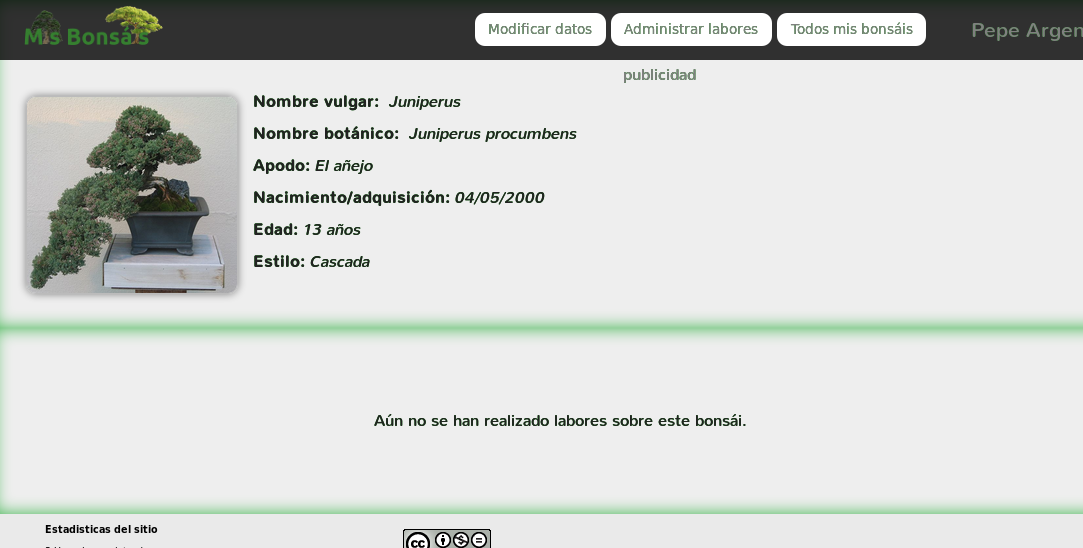 Mis Bonsáis
Modificar datos
Administrar labores
Todos mis bonsáis
Pepe Argen
publicidad
Nombre vulgar: Juniperus
Nombre botánico: Juniperus procumbens
Apodo: El añejo
Nacimiento/adquisición: 04/05/2000
Edad: 13 años
Estilo: Cascada
Aún no se han realizado labores sobre este bonsái.
Estadisticas del sitio
cc